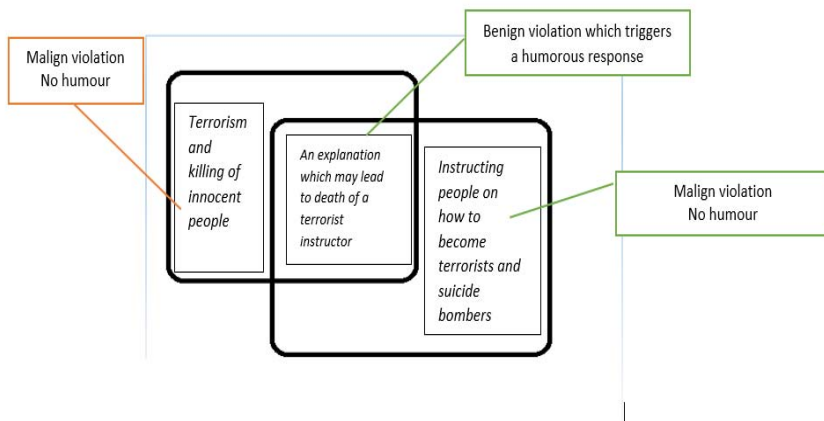 Malign violation
No humour
Benign violation which triggers
a humorous response
Terrorism
and
killing of
innocent
people
An explanation
which may lead
to death of a
terrorist
instructor
Instructing
people on
how to
become
terrorists and
suicide
bombers
Malign violation
No humour